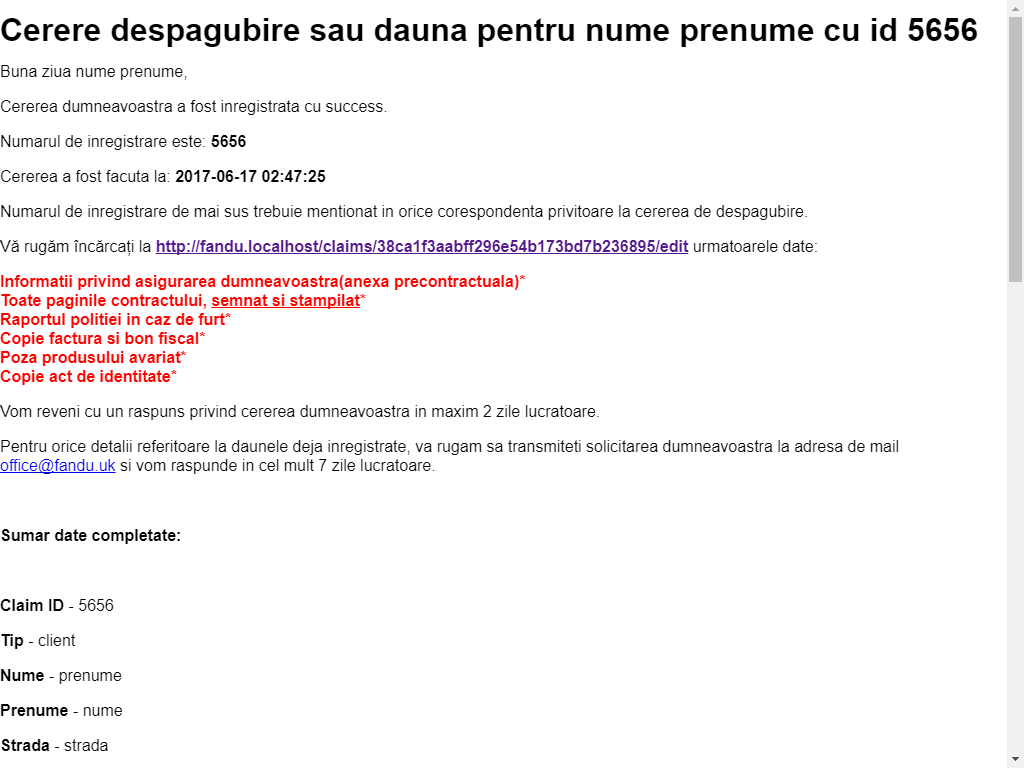 Cerere despagubire sau dauna pentru nume prenume cu id 5656
Buna ziua nume prenume,
Cererea dumneavoastra a fost inregistrata cu success.
Numarul de inregistrare este: 5656
Cererea a fost facuta la: 2017-06-17 02:47:25
Numarul de inregistrare de mai sus trebuie mentionat in orice corespondenta privitoare la cererea de despagubire.
Vă rugăm încărcați la http://fandu.localhost/claims/38ca1f3aabff296e54b173bd7b236895/edit urmatoarele date:
Informatii privind asigurarea dumneavoastra(anexa precontractuala)*
Toate paginile contractului, semnat si stampilat*
Raportul politiei in caz de furt*
Copie factura si bon fiscal*
Poza produsului avariat*
Copie act de identitate*
Vom reveni cu un raspuns privind cererea dumneavoastra in maxim 2 zile lucratoare.
Pentru orice detalii referitoare la daunele deja inregistrate, va rugam sa transmiteti solicitarea dumneavoastra la adresa de mail
office@fandu.uk si vom raspunde in cel mult 7 zile lucratoare.
Sumar date completate:
Claim ID - 5656
Tip - client
Nume - prenume
Prenume - nume
Strada - strada